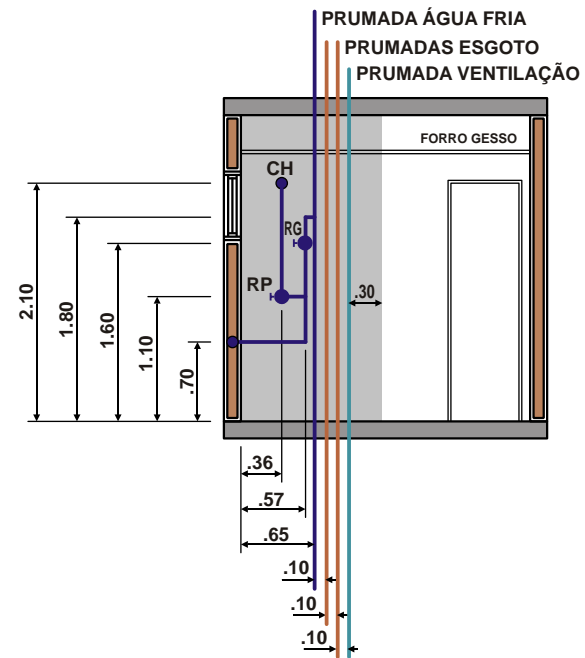 PRUMADA ÁGUA FRIA
PRUMADAS ESGOTO
PRUMADA VENTILAÇÃO
FORRO GESSO
CH
RG
RP
.30
2.10
1.80
1.60
1.10
.70
.36
.57
.65
.10
.10
.10